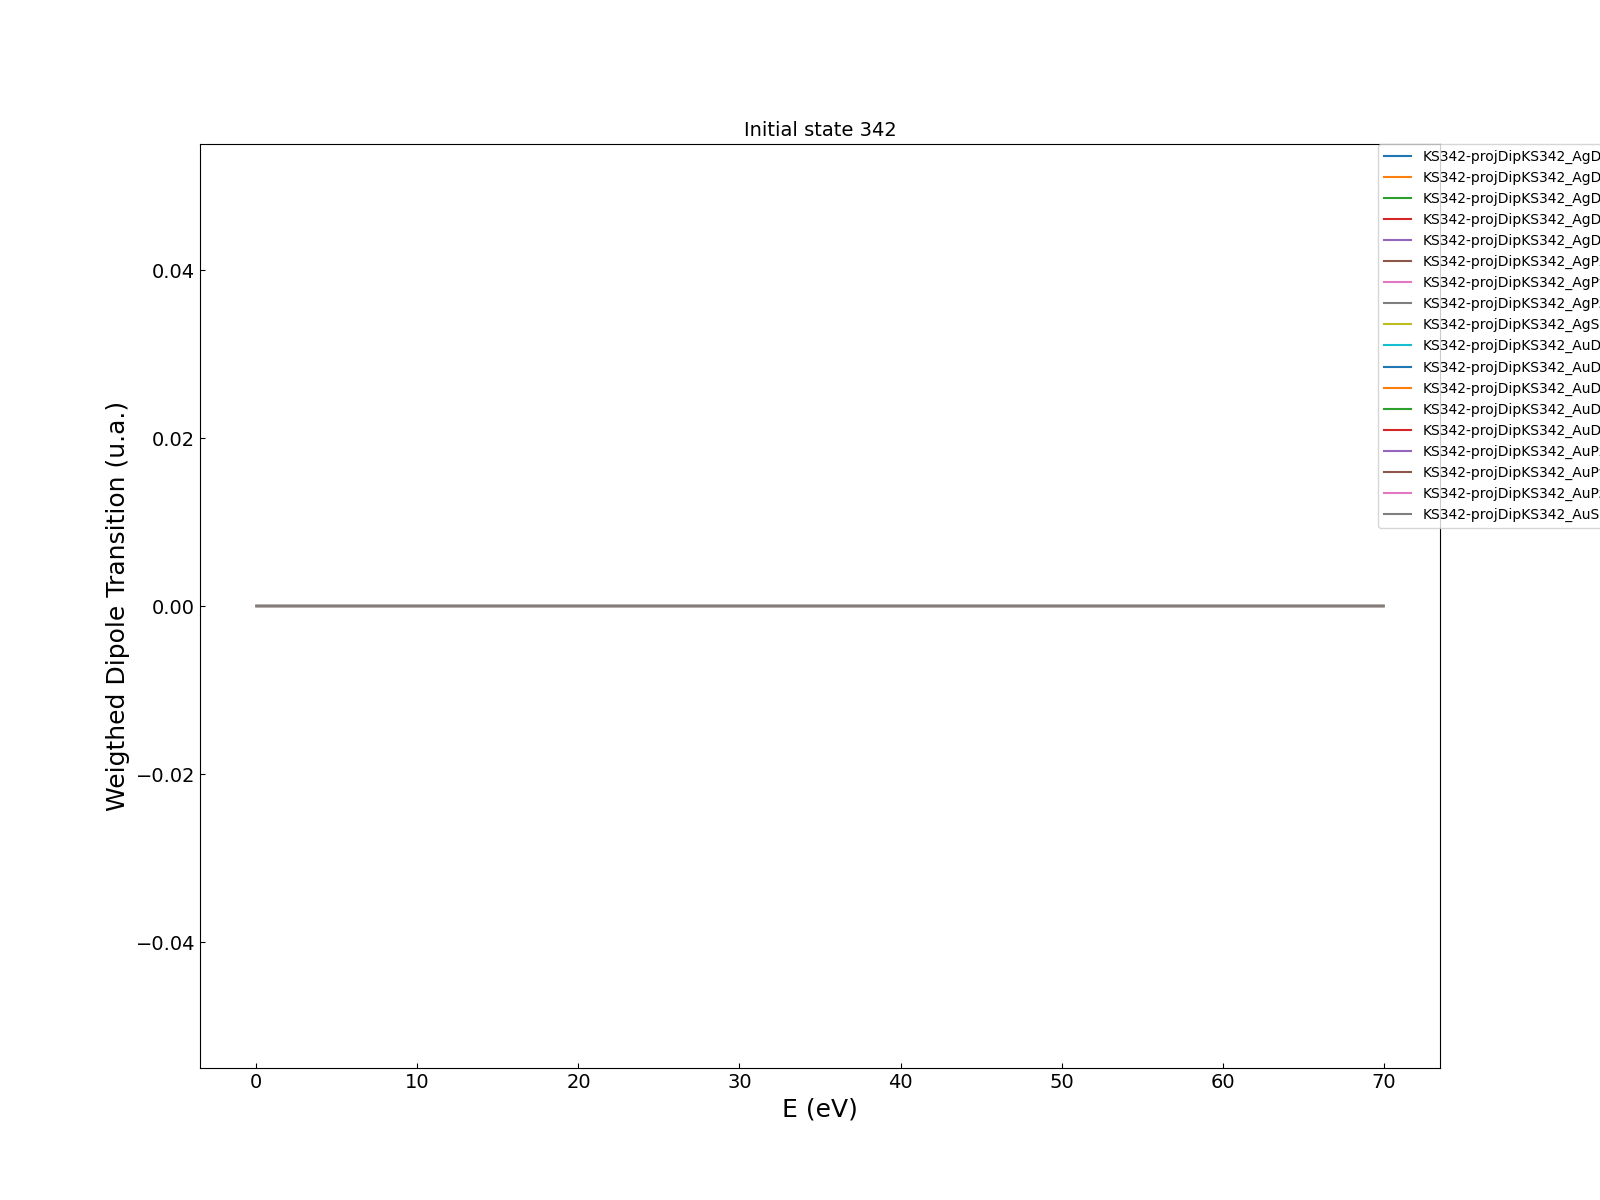 Initial state 342
KS342-projDipKS342_AgD
KS342-projDipKS342_AgD
KS342-projDipKS342_AgD
KS342-projDipKS342_AgD
KS342-projDipKS342_AgD
KS342-projDipKS342_AgP
KS342-projDipKS342_AgP
KS342-projDipKS342_AgP
KS342-projDipKS342_AgS
KS342-projDipKS342_AuD
KS342-projDipKS342_AuD
KS342-projDipKS342_AuD
KS342-projDipKS342_AuD
KS342-projDipKS342_AuD
KS342-projDipKS342_AuP
KS342-projDipKS342_AuP
KS342-projDipKS342_AuP
KS342-projDipKS342_AuS
0.04
0.02
0.00
−0.02
−0.04
Weigthed Dipole Transition (u.a.)
0 10 20 30 40 50 60 70
E (eV)